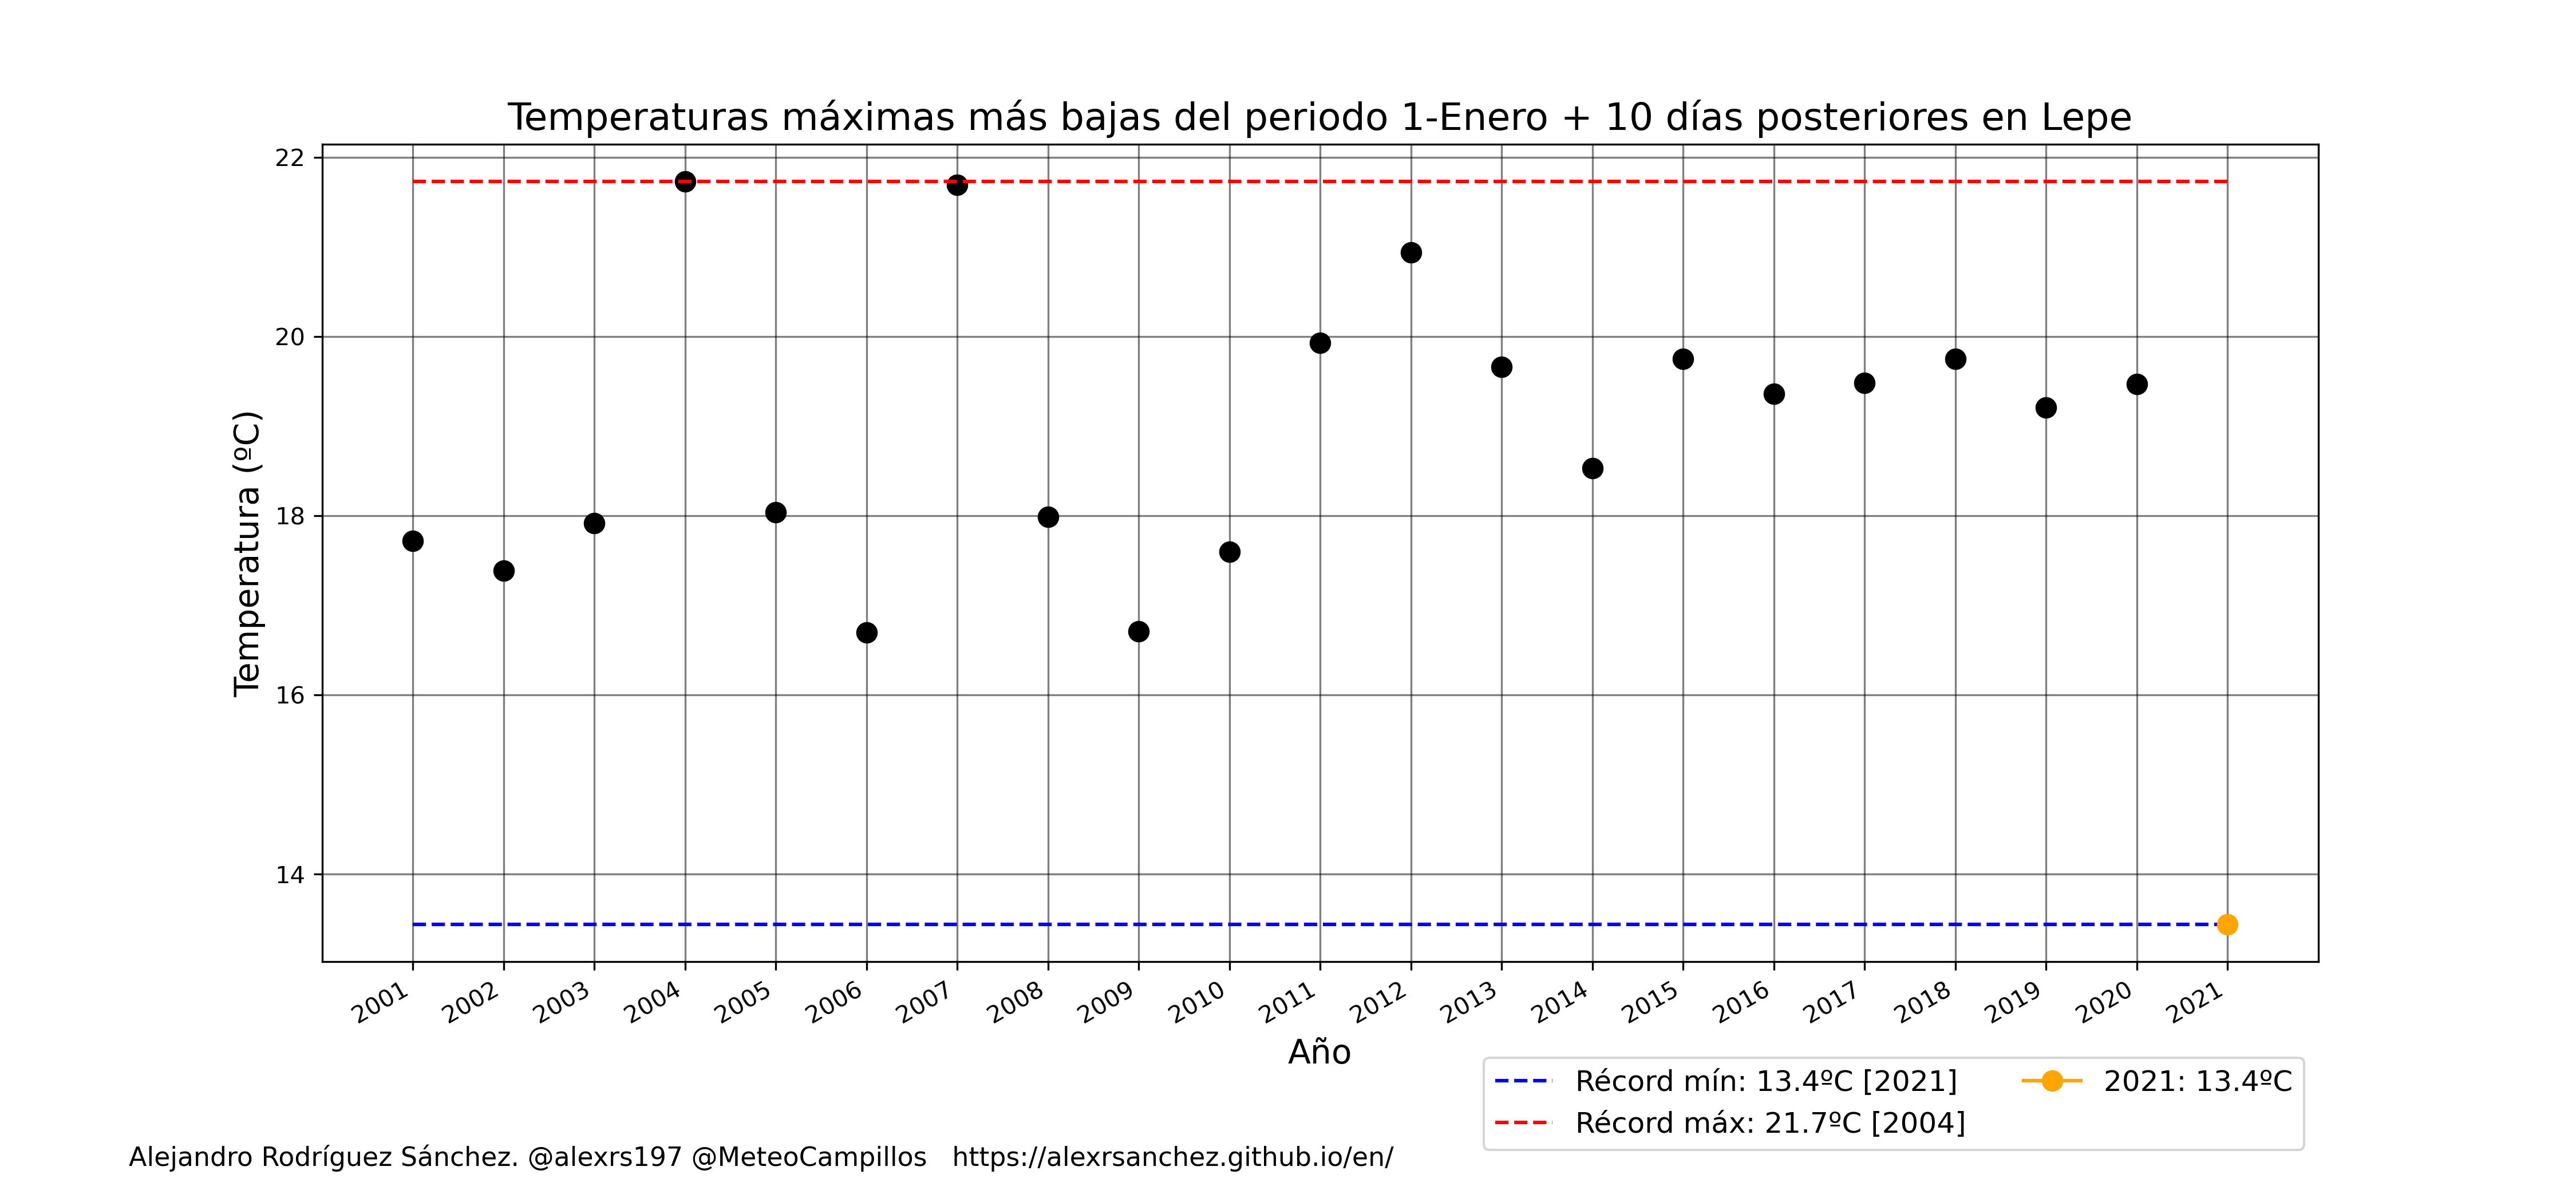 Temperaturas máximas más bajas del periodo 1-Enero + 10 días posteriores en Lepe
22
20
18
16
14
Temperatura (ºC)
2001 2002 2003 2004 2005 2006 2007 2008 2009 2010 2011 2012 2013 2014 2015 2016 2017 2018 2019 2020 2021
Año
Récord mín: 13.4ºC [2021]
Récord máx: 21.7ºC [2004]
2021: 13.4ºC
Alejandro Rodríguez Sánchez. @alexrs197 @MeteoCampillos https://alexrsanchez.github.io/en/